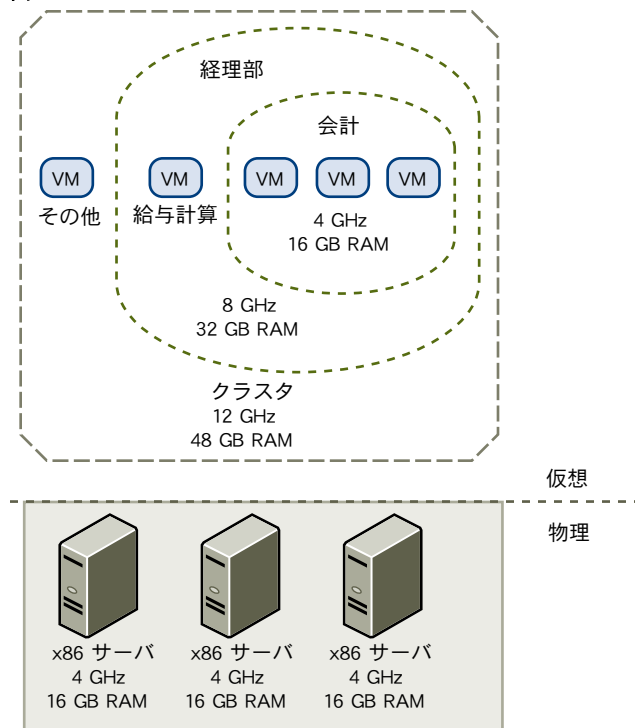 経理部
会計
VM
VM
VM
VM
VM
その他
給与計算
4 GHz
16 GB RAM
8 GHz
32 GB RAM
クラスタ
12 GHz
48 GB RAM
仮想
物理
x86 サーバ
4 GHz
16 GB RAM
x86 サーバ
4 GHz
16 GB RAM
x86 サーバ
4 GHz
16 GB RAM